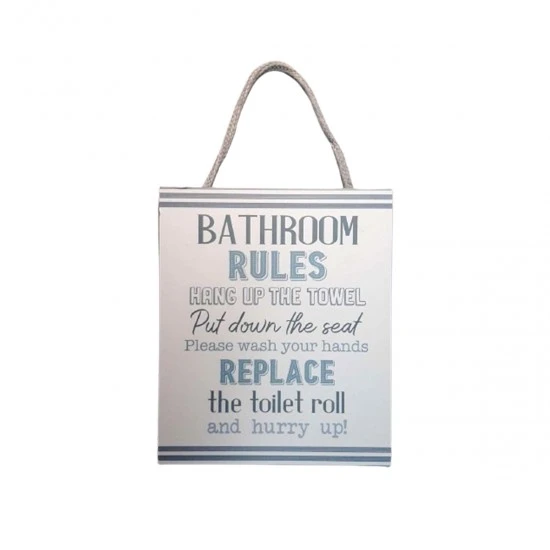 BATHROOM
RULES
HANG UP THE TOWEL
Put down the seat
Please wash your hands
REPLACE
the toilet roll
and hurry up!